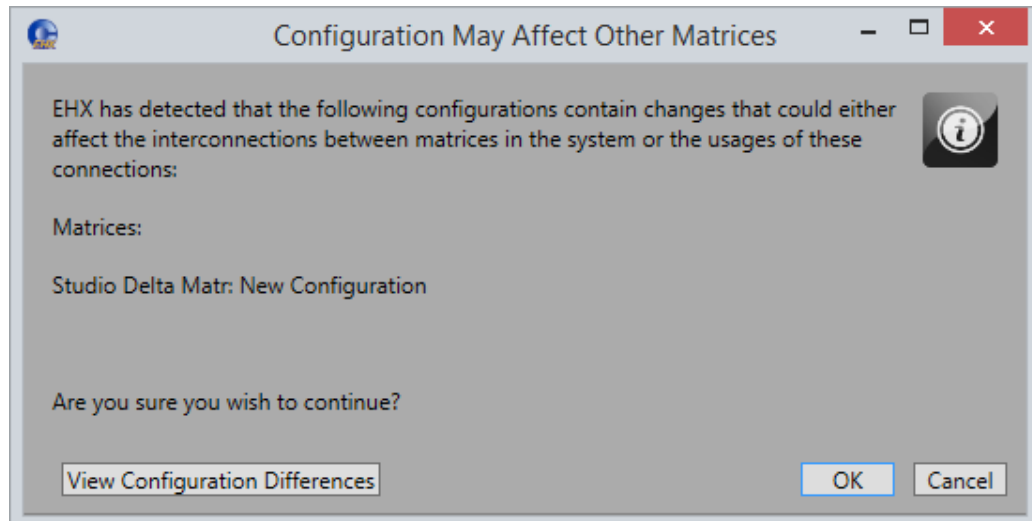 Configuration May Affect Other Matrices
EHX has detected that the following configurations contain changes that could either
affect the interconnections between matrices in the system or the usages of these
connections:
Matrices:
Studio Delta Matr: New Configuration
Are you sure you wish to continue?
View Configuration Differences
OK
Cancel